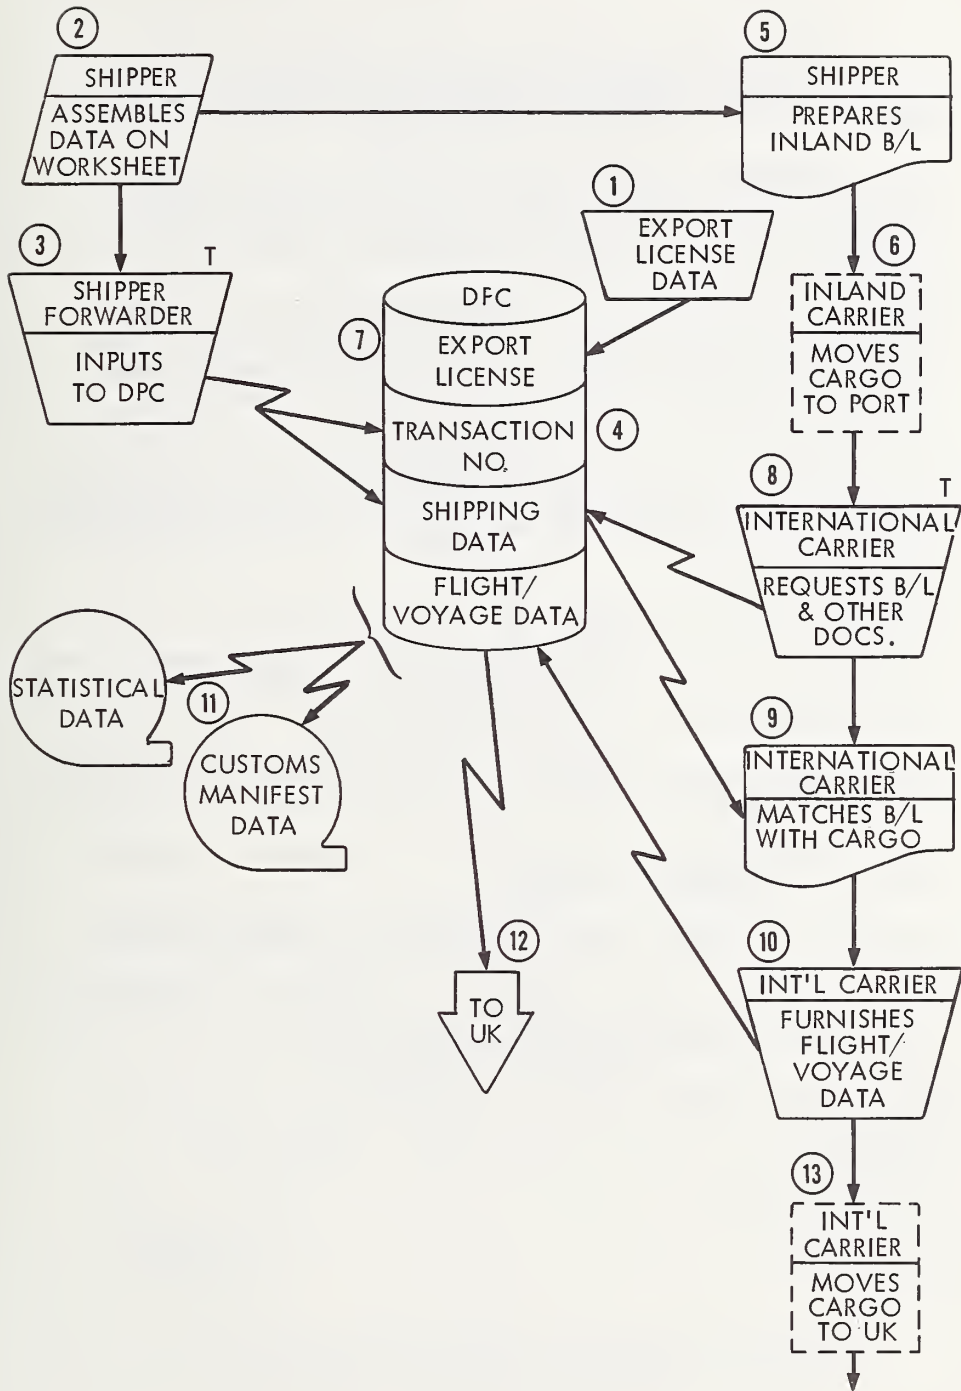 2
SHIPPER
ASSEMBLES
DATA ON
WORKSHEET
5
SHIPPER
PREPARES
INLAND B/L
1
EXPORT
LICENSE
DATA
3
T
SHIPPER
FORWARDER
INPUTS
TO DPC
6
INLAND
CARRIER
MOVES
CARGO
TO PORT
DPC
7
EXPORT
LICENSE
TRANSACTION
NO.
4
SHIPPING
DATA
FLIGHT/
VOYAGE DATA
8
T
INTERNATIONAL
CARRIER
REQUESTS B/L
& OTHER
DOCS.
STATISTICAL
DATA
11
CUSTOMS
MANIFEST
DATA
9
INTERNATIONAL
CARRIER
MATCHES B/L
WITH CARGO
12
TO
UK
10
INT'L CARRIER
FURNISHES
FLIGHT/
VOYAGE
DATA
13
INT'L
CARRIER
MOVES
CARGO
TO UK